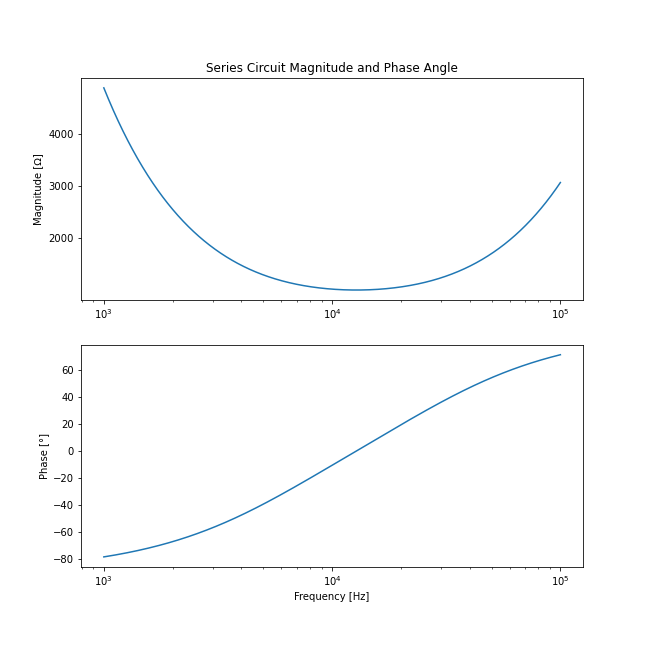 Series Circuit Magnitude and Phase Angle
Magnitude [Ω]
4000
3000
2000
10³ 10⁴ 10⁵
Phase [°]
60
40
20
0
−20
−40
−60
−80
10³ 10⁴ 10⁵
Frequency [Hz]